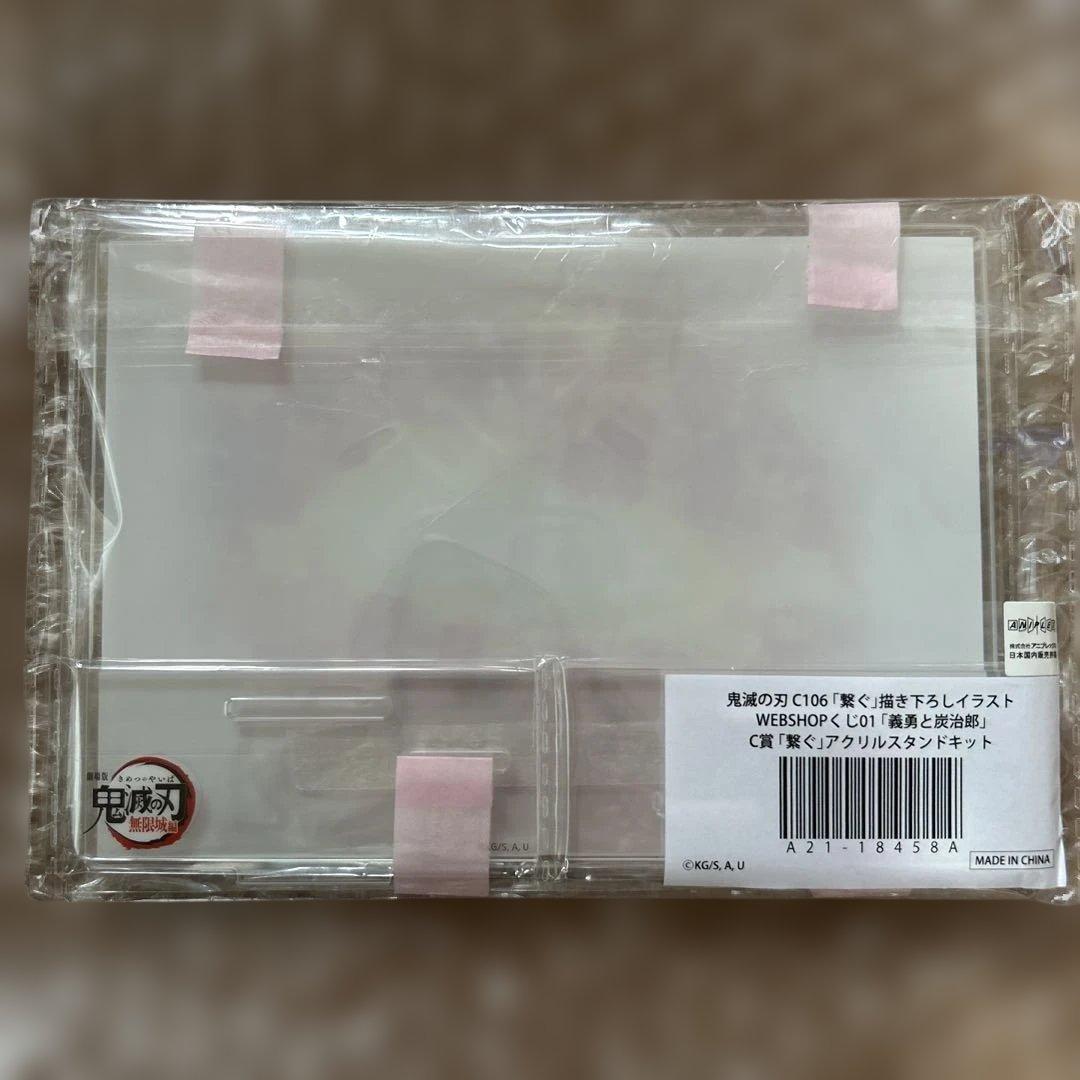 ANIPLEX
株式会社アニプレックス
日本国内販売許諾
鬼滅の刃 C106「繋ぐ」描き下ろしイラスト
WEBSHOPくじ01「義勇と炭治郎」
C賞「繋ぐ」アクリルスタンドキット
A21-18458A
©KG/S, A, U
MADE IN CHINA
劇場版
きめつのやいば
鬼滅の刃
無限城編
KG/S, A, U